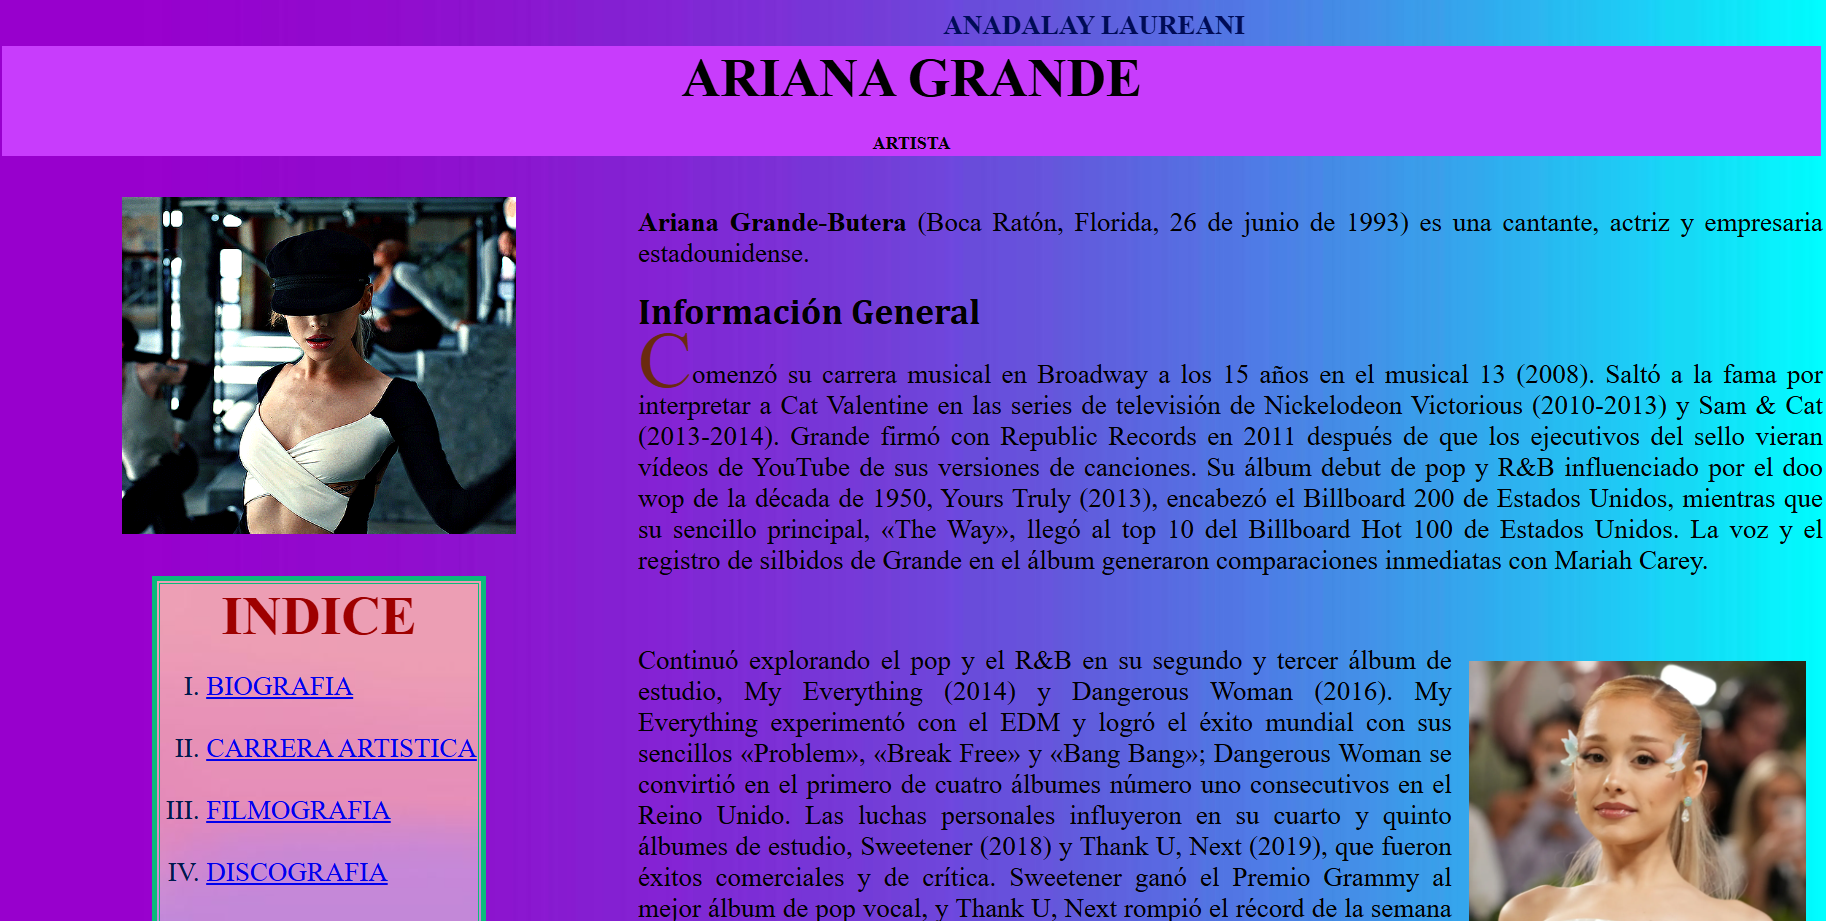 ANADALAY LAUREANI
ARIANA GRANDE
ARTISTA
Ariana Grande-Butera (Boca Ratón, Florida, 26 de junio de 1993) es una cantante, actriz y empresaria
estadounidense.
Información General
Comenzó su carrera musical en Broadway a los 15 años en el musical 13 (2008). Saltó a la fama por
interpretar a Cat Valentine en las series de televisión de Nickelodeon Victorious (2010-2013) y Sam & Cat
(2013-2014). Grande firmó con Republic Records en 2011 después de que los ejecutivos del sello vieran
vídeos de YouTube de sus versiones de canciones. Su álbum debut de pop y R&B influenciado por el doo
wop de la década de 1950, Yours Truly (2013), encabezó el Billboard 200 de Estados Unidos, mientras que
su sencillo principal, «The Way», llegó al top 10 del Billboard Hot 100 de Estados Unidos. La voz y el
registro de silbidos de Grande en el álbum generaron comparaciones inmediatas con Mariah Carey.
INDICE
I. BIOGRAFIA
II. CARRERA ARTISTICA
III. FILMOGRAFIA
IV. DISCOGRAFIA
Continuó explorando el pop y el R&B en su segundo y tercer álbum de
estudio, My Everything (2014) y Dangerous Woman (2016). My
Everything experimentó con el EDM y logró el éxito mundial con sus
sencillos «Problem», «Break Free» y «Bang Bang»; Dangerous Woman se
convirtió en el primero de cuatro álbumes número uno consecutivos en el
Reino Unido. Las luchas personales influyeron en su cuarto y quinto
álbumes de estudio, Sweetener (2018) y Thank U, Next (2019), que fueron
éxitos comerciales y de crítica. Sweetener ganó el Premio Grammy al
mejor álbum de pop vocal, y Thank U, Next rompió el récord de la semana